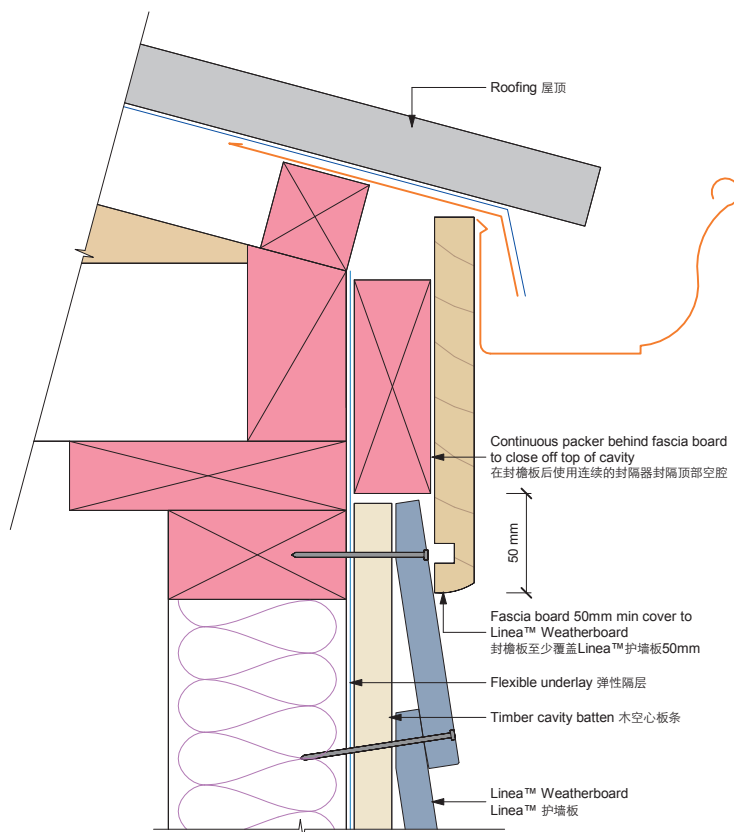 Roofing 屋顶
Continuous packer behind fascia board
to close off top of cavity
在封檐板后使用连续的封隔器封隔顶部空腔
50 mm
Fascia board 50mm min cover to
Linea™ Weatherboard
封檐板至少覆盖Linea™护墙板50mm
Flexible underlay 弹性隔层
Timber cavity batten 木空心板条
Linea™ Weatherboard
Linea™ 护墙板